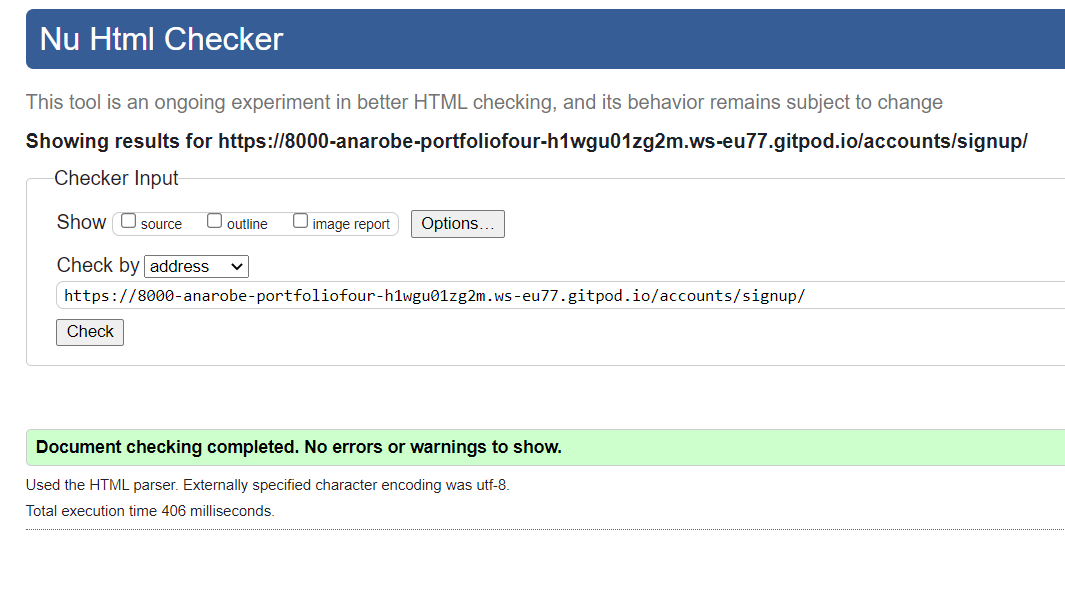 Nu Html Checker
This tool is an ongoing experiment in better HTML checking, and its behavior remains subject to change
Showing results for https://8000-anarobe-portfoliofour-h1wgu01zg2m.ws-eu77.gitpod.io/accounts/signup/
Checker Input
Show source outline image report Options...
Check by address
https://8000-anarobe-portfoliofour-h1wgu01zg2m.ws-eu77.gitpod.io/accounts/signup/
Check
Document checking completed. No errors or warnings to show.
Used the HTML parser. Externally specified character encoding was utf-8.
Total execution time 406 milliseconds.